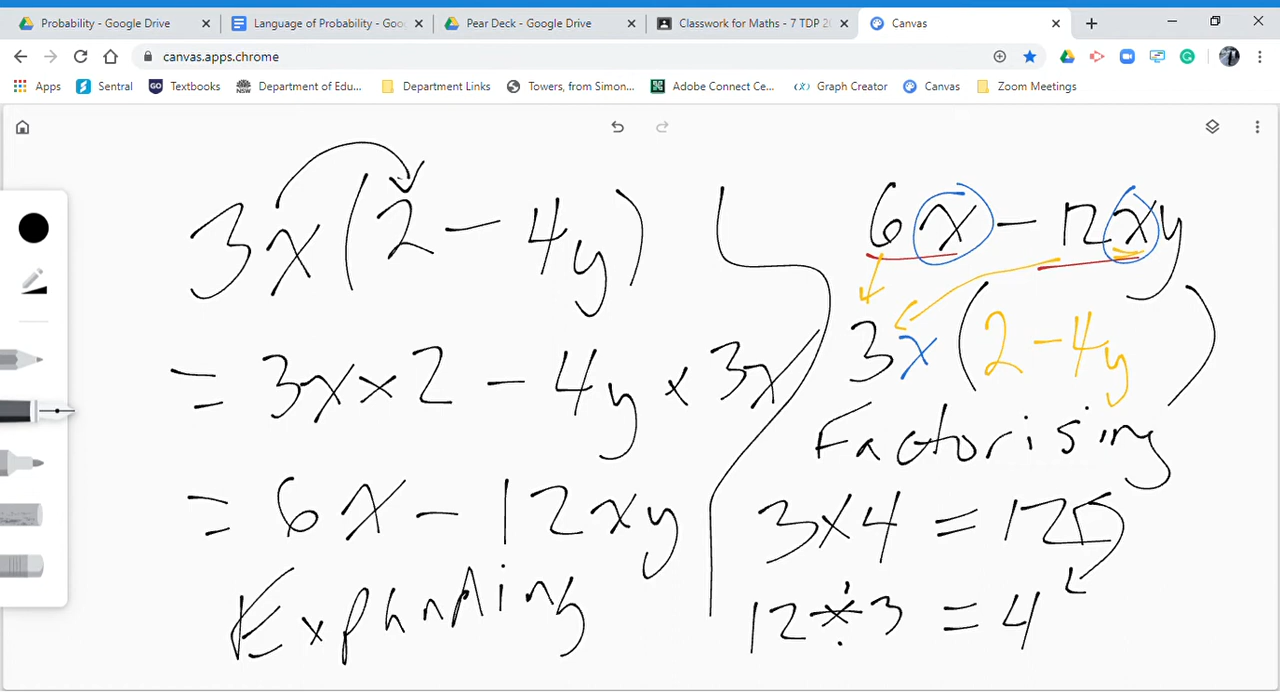 Probability - Google Drive
Language of Probability - Goo
Pear Deck - Google Drive
Classwork for Maths - 7 TDP 20
Canvas
canvas.apps.chrome
Apps
Sentral
GO Textbooks
Department of Edu...
Department Links
Towers, from Simon...
Adobe Connect Ce...
(x) Graph Creator
Canvas
Zoom Meetings
3x(2 - 4y)
= 3x × 2 - 4y × 3x
= 6x - 12xy
Expanding
6x - 12xy
3x (2 - 4y)
Factorising
3 × 4 = 12
12 ÷ 3 = 4